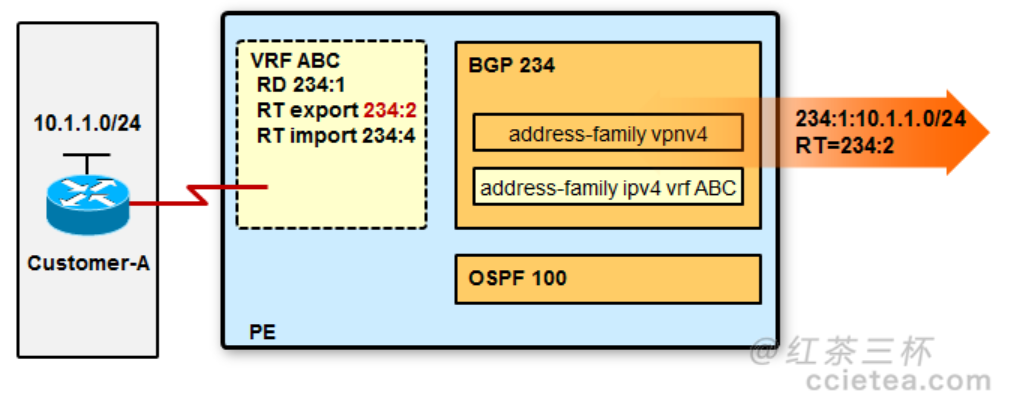 10.1.1.0/24
Customer-A
VRF ABC
RD 234:1
RT export 234:2
RT import 234:4
PE
BGP 234
address-family vpnv4
address-family ipv4 vrf ABC
OSPF 100
234:1:10.1.1.0/24
RT=234:2
@红茶三杯
ccietea.com